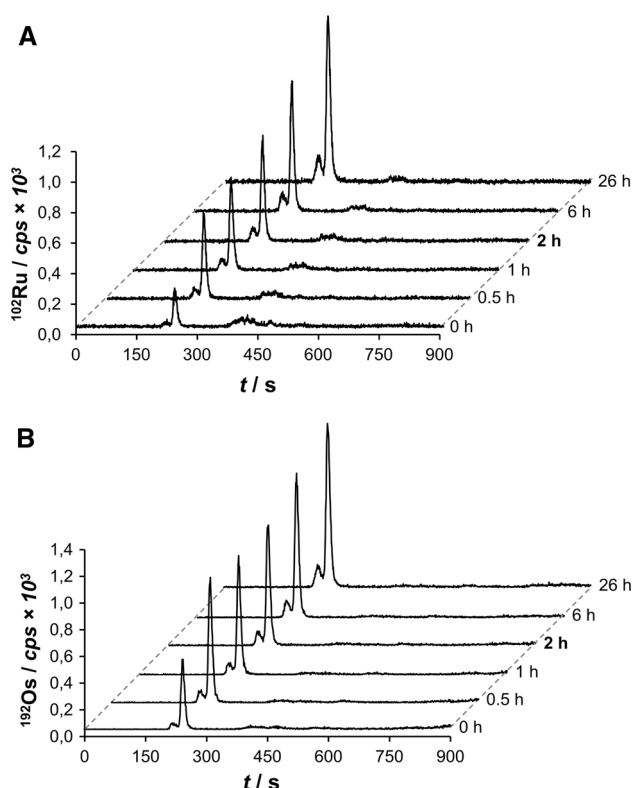 A
1,2
1,0
0,8
0,6
0,4
0,2
0,0
¹⁰²Ru / cps × 10³
26 h
6 h
2 h
1 h
0.5 h
0 h
0 150 300 450 600 750 900
t / s
B
1,4
1,2
1,0
0,8
0,6
0,4
0,2
0,0
¹⁹²Os / cps × 10³
26 h
6 h
2 h
1 h
0.5 h
0 h
0 150 300 450 600 750 900
t / s